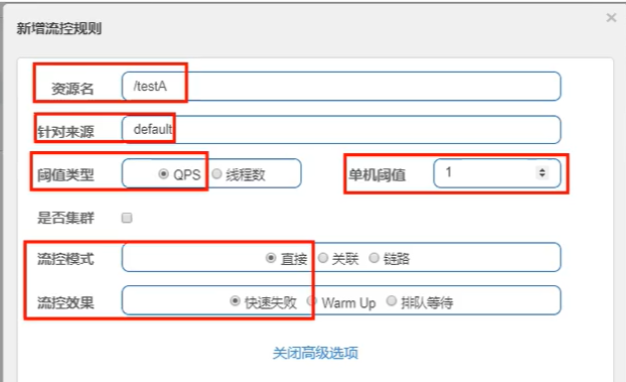 新增流控规则
×
资源名 /testA
针对来源 default
阈值类型 QPS 线程数 单机阈值 1
是否集群
流控模式 直接 关联 链路
流控效果 快速失败 Warm Up 排队等待
关闭高级选项